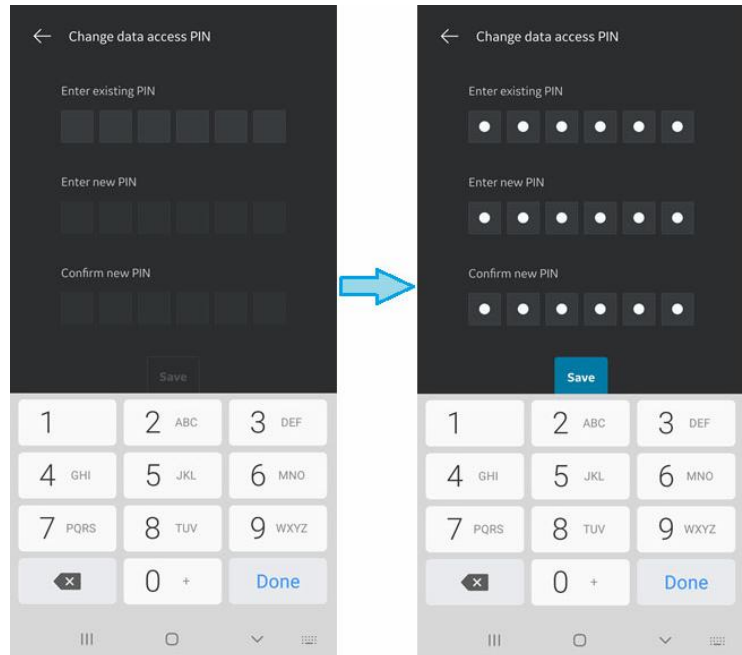 Change data access PIN
Enter existing PIN
Enter new PIN
Confirm new PIN
Save
1
2 ABC
3 DEF
4 GHI
5 JKL
6 MNO
7 PQRS
8 TUV
9 WXYZ
0 +
Done
Change data access PIN
Enter existing PIN
Enter new PIN
Confirm new PIN
Save
1
2 ABC
3 DEF
4 GHI
5 JKL
6 MNO
7 PQRS
8 TUV
9 WXYZ
0 +
Done